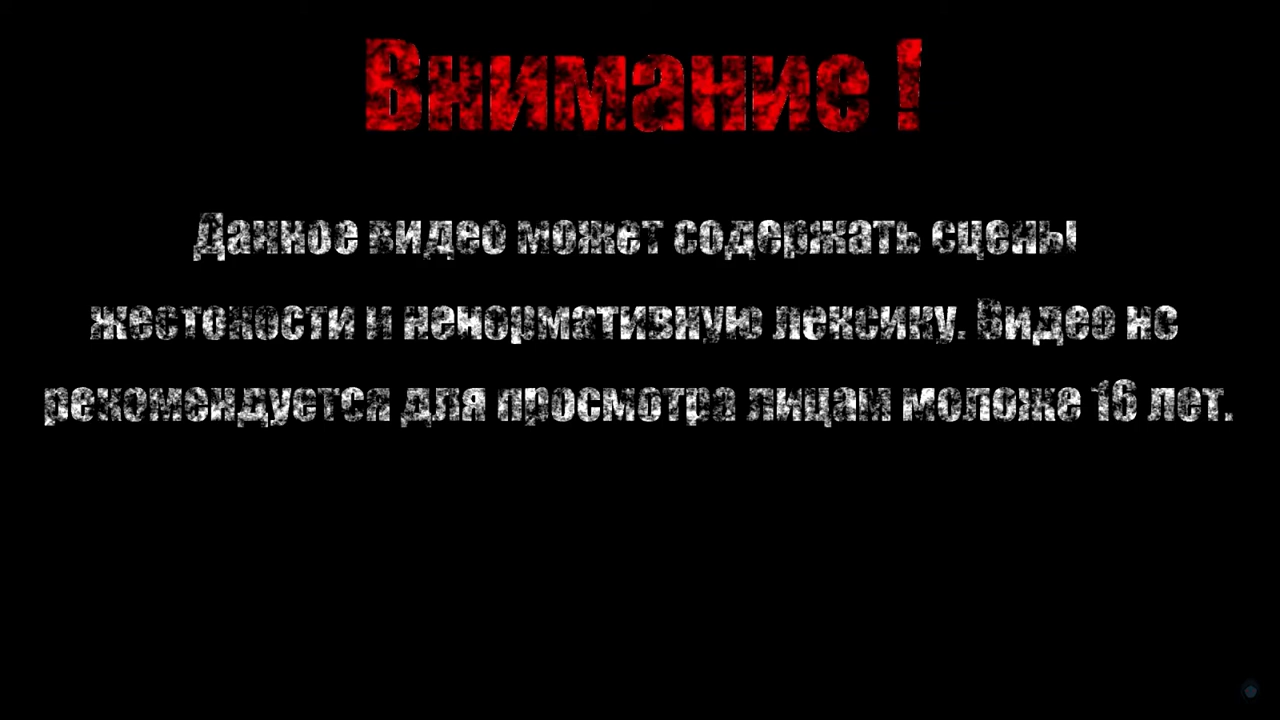 Внимание !
Данное видео может содержать сцены
жестокости и ненормативную лексику. Видео не
рекомендуется для просмотра лицам моложе 16 лет.